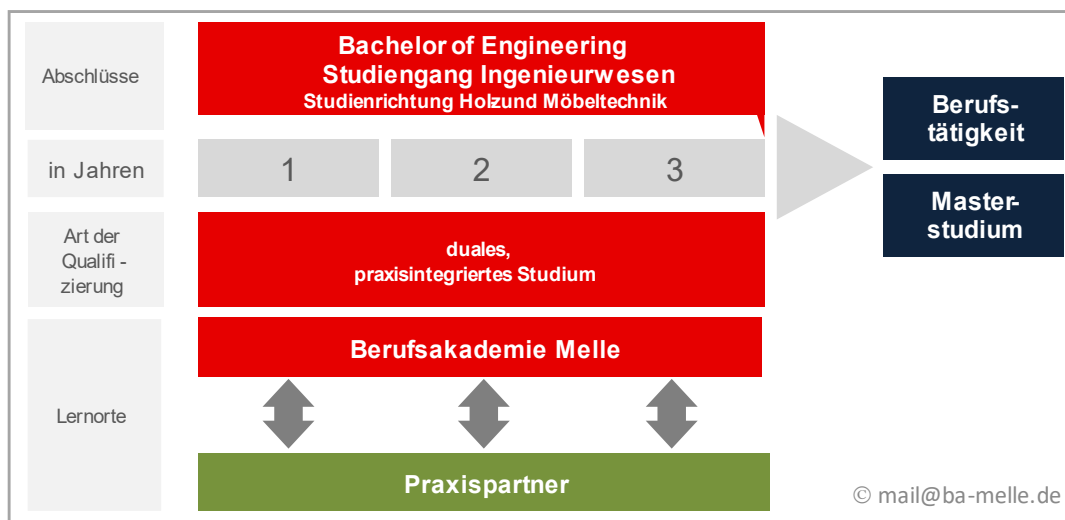 Abschlüsse
Bachelor of Engineering
Studiengang Ingenieurwesen
Studienrichtung Holzund Möbeltechnik
in Jahren
1
2
3
Berufs-
tätigkeit
Master-
studium
Art der
Qualifi -
zierung
duales,
praxisintegriertes Studium
Lernorte
Berufsakademie Melle
Praxispartner
© mail@ba-melle.de